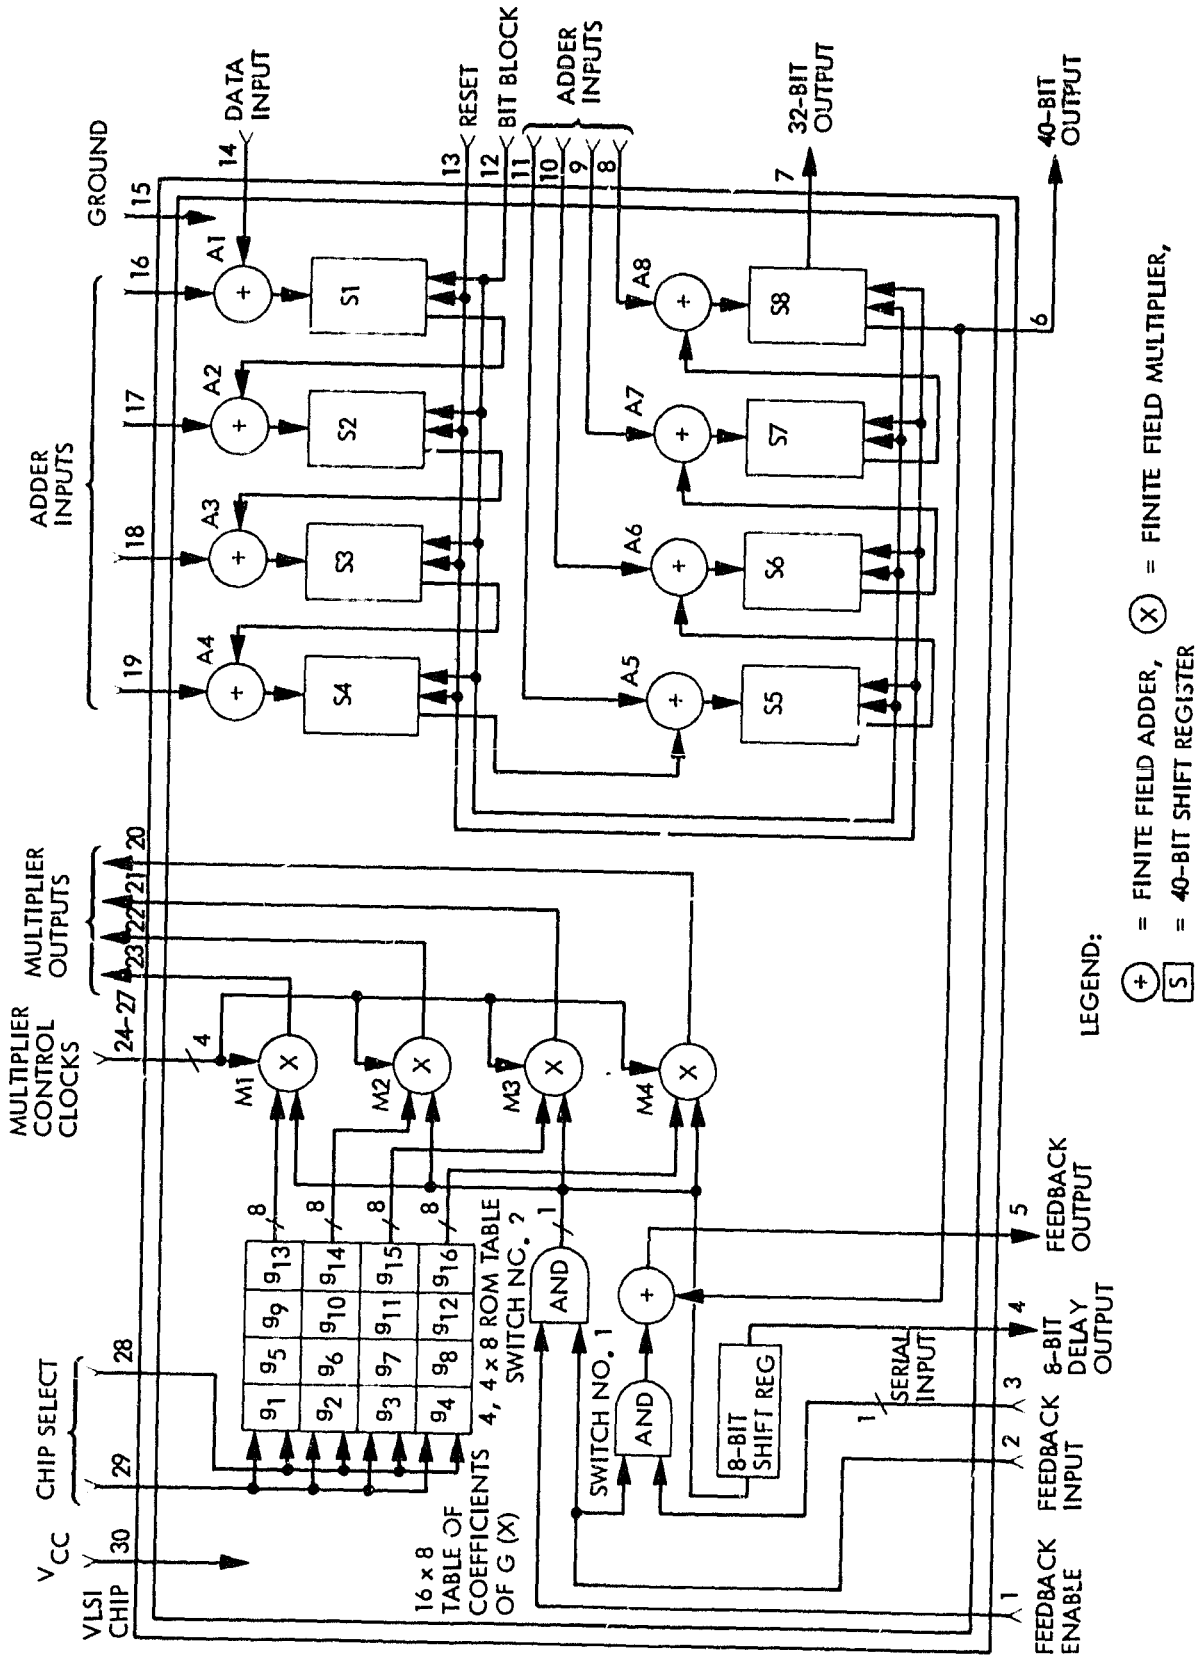 VLSI
CHIP
VCC
30
CHIP SELECT
29
28
MULTIPLIER
CONTROL
CLOCKS
24-27
4
MULTIPLIER
OUTPUTS
23
22
21
20
ADDER
INPUTS
19
18
17
16
GROUND
15
14
DATA
INPUT
13
RESET
12
BIT BLOCK
11
10
9
8
ADDER
INPUTS
7
32-BIT
OUTPUT
6
40-BIT
OUTPUT
A4
+
S4
A3
+
S3
A2
+
S2
A1
+
S1
A5
S5
A6
+
S6
A7
+
S7
A8
+
S8
M1
X
M2
X
M3
X
M4
X
g1 g5 g9 g13
8
g2 g6 g10 g14
8
g3 g7 g11 g15
8
g4 g8 g12 g16
8
16 x 8
TABLE OF
COEFFICIENTS
OF G (X)
4, 4 x 8 ROM TABLE
SWITCH NO. 2
AND
1
SWITCH NO. 1
AND
+
8-BIT
SHIFT REG
1
SERIAL
INPUT
1
FEEDBACK
ENABLE
2
3
FEEDBACK
INPUT
4
8-BIT
DELAY
OUTPUT
5
FEEDBACK
OUTPUT
LEGEND:
+ = FINITE FIELD ADDER, X = FINITE FIELD MULTIPLIER,
S = 40-BIT SHIFT REGISTER